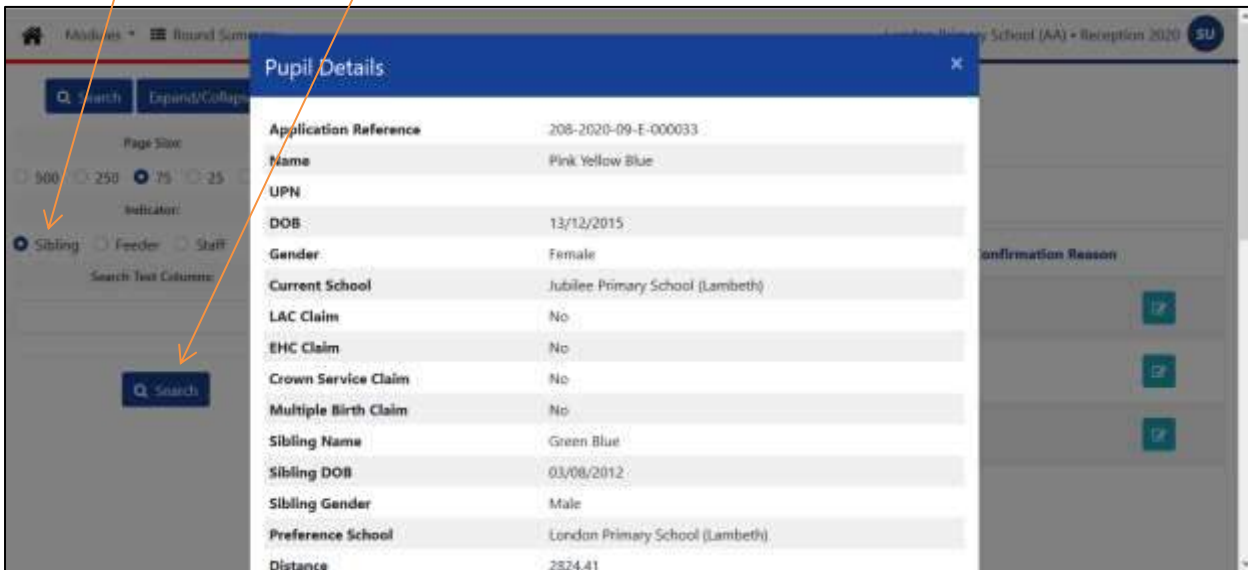 Modules Round Summary
London Primary School (AA) • Reception 2020 SU
Search Expand/Collapse
Page Size:
500 250 75 25
Indicator:
Sibling Feeder Staff
Search Text Columns:
Search
Pupil Details ×
Application Reference 208-2020-09-E-000033
Name Pink Yellow Blue
UPN
DOB 13/12/2015
Gender Female
Current School Jubilee Primary School (Lambeth)
LAC Claim No
EHC Claim No
Crown Service Claim No
Multiple Birth Claim No
Sibling Name Green Blue
Sibling DOB 03/08/2012
Sibling Gender Male
Preference School London Primary School (Lambeth)
Distance 2824.41
Confirmation Reason